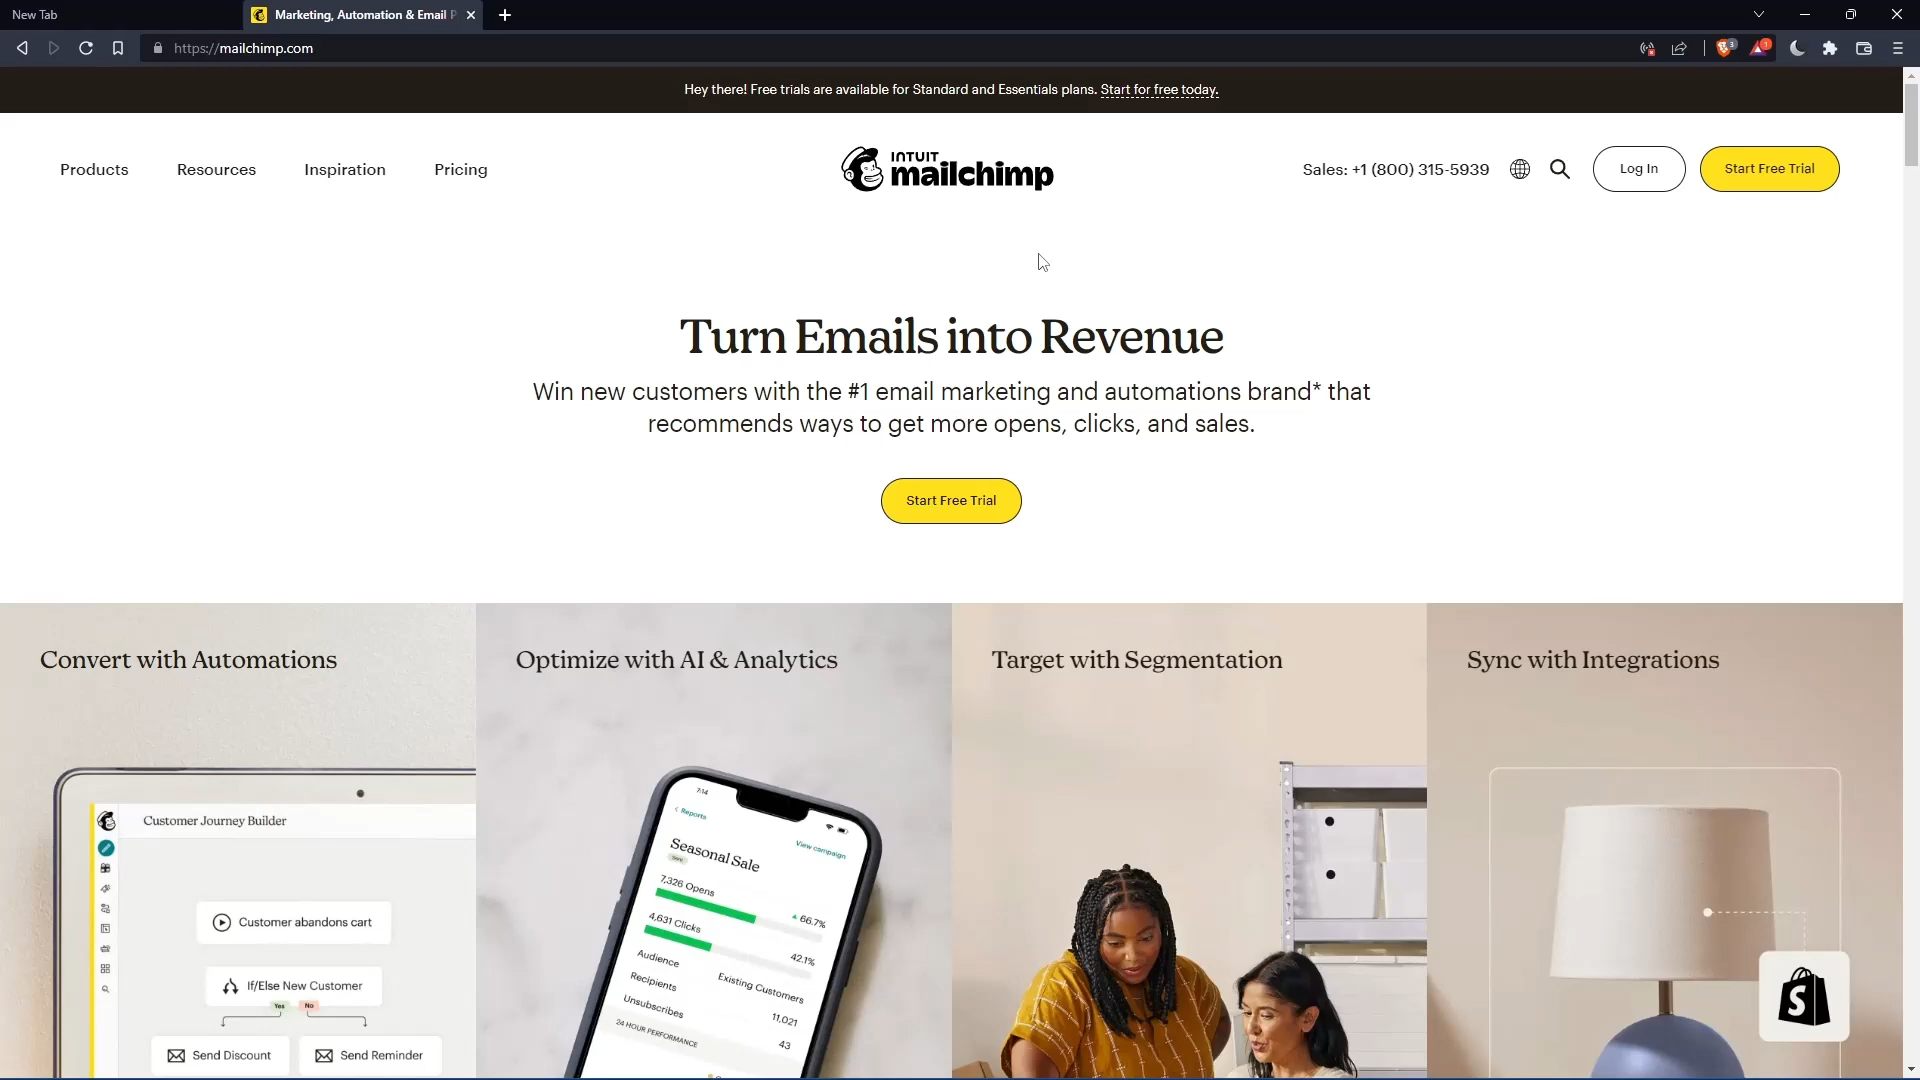 New Tab
Marketing, Automation & Email P
https://mailchimp.com
3
1
Hey there! Free trials are available for Standard and Essentials plans. Start for free today.
Products
Resources
Inspiration
Pricing
INTUIT
mailchimp
Sales: +1 (800) 315-5939
Log In
Start Free Trial
Turn Emails into Revenue
Win new customers with the #1 email marketing and automations brand* that
recommends ways to get more opens, clicks, and sales.
Start Free Trial
Convert with Automations
Customer Journey Builder
Customer abandons cart
If/Else New Customer
Yes
No
Send Discount
Send Reminder
Optimize with AI & Analytics
7:14
Reports
View campaign
Seasonal Sale
Sent
7,326 Opens
66.7%
4,631 Clicks
42.1%
Audience
Existing Customers
Recipients
11,021
Unsubscribes
43
24 HOUR PERFORMANCE
Target with Segmentation
Sync with Integrations
S